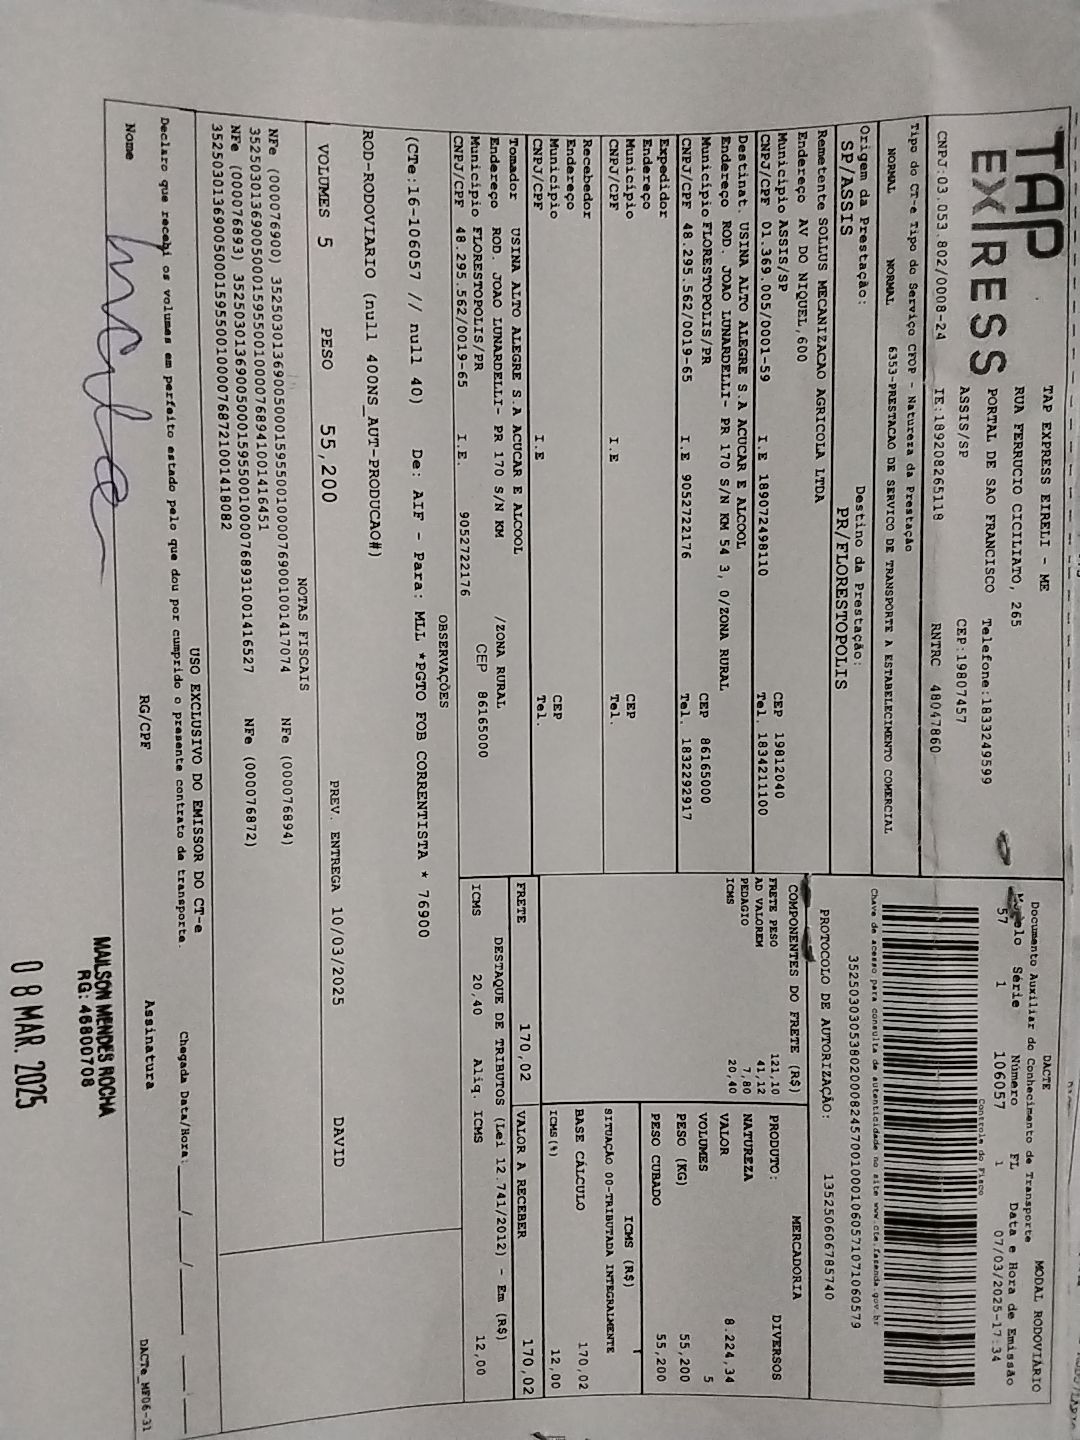 TAP
EXPRESS
TAP EXPRESS EIRELI - ME
RUA FERRUCIO CICILIATO, 265
PORTAL DE SAO FRANCISCO Telefone:1833249599
ASSIS/SP CEP:19807457
CNPJ:03.053.802/0008-24 IE:189208265118 RNTRC 48047860
Tipo do CT-e Tipo do Serviço CFOP - Natureza da Prestação
NORMAL NORMAL 6353-PRESTACAO DE SERVICO DE TRANSPORTE A ESTABELECIMENTO COMERCIAL
Origem da Prestação: Destino da Prestação:
SP/ASSIS PR/FLORESTOPOLIS
Remetente SOLLUS MECANIZACAO AGRICOLA LTDA
Endereço AV DO NIQUEL,600
Município ASSIS/SP CEP 19812040
CNPJ/CPF 01.369.005/0001-59 I.E 189072498110 Tel. 1834211100
Destinat. USINA ALTO ALEGRE S.A ACUCAR E ALCOOL
Endereço ROD. JOAO LUNARDELLI- PR 170 S/N KM 54 3, 0/ZONA RURAL
Município FLORESTOPOLIS/PR CEP 86165000
CNPJ/CPF 48.295.562/0019-65 I.E 9052722176 Tel. 1832292917
Expedidor
Endereço
Município CEP
CNPJ/CPF I.E Tel.
Recebedor
Endereço
Município CEP
CNPJ/CPF I.E Tel.
Tomador USINA ALTO ALEGRE S.A ACUCAR E ALCOOL
Endereço ROD. JOAO LUNARDELLI- PR 170 S/N KM /ZONA RURAL
Município FLORESTOPOLIS/PR CEP 86165000
CNPJ/CPF 48.295.562/0019-65 I.E. 9052722176
DACTE MODAL RODOVIÁRIO
Documento Auxiliar do Conhecimento de Transporte
Modelo Série Número FL Data e Hora de Emissão
57 1 106057 1 07/03/2025-17:34
Controle do Fisco
Chave de acesso para consulta de autenticidade no site www.cte.fazenda.gov.br
35250303053802000824570010001060571071060579
PROTOCOLO DE AUTORIZAÇÃO: 135250606785740
COMPONENTES DO FRETE (R$)
FRETE PESO 121,10
AD VALOREM 41,12
PEDAGIO 7,80
ICMS 20,40
MERCADORIA
PRODUTO: DIVERSOS
NATUREZA
VALOR 8.224,34
VOLUMES 5
PESO (KG) 55,200
PESO CUBADO 55,200
ICMS (R$)
SITUAÇÃO 00-TRIBUTADA INTEGRALMENTE
BASE CÁLCULO 170,02
ICMS(%) 12,00
FRETE 170,02 VALOR A RECEBER 170,02
DESTAQUE DE TRIBUTOS (Lei 12.741/2012) - Em (R$)
ICMS 20,40 Aliq. ICMS 12,00
OBSERVAÇÕES
(CTe:16-106057 // null 40) De: AIF - Para: MLL *PGTO FOB CORRENTISTA * 76900
ROD-RODOVIARIO (null 400NS_AUT-PRODUCAO#)
VOLUMES 5 PESO 55,200 PREV. ENTREGA 10/03/2025 DAVID
NOTAS FISCAIS
NFe (000076900) 35250301369005000159550010000769001001417074 NFe (000076894)
35250301369005000159550010000768941001416451
NFe (000076893) 35250301369005000159550010000768931001416527 NFe (000076872)
35250301369005000159550010000768721001418082
USO EXCLUSIVO DO EMISSOR DO CT-e
Declaro que recebi os volumes em perfeito estado pelo que dou por cumprido o presente contrato de transporte. Chegada Data/Hora:__/__/__ __:__
Nome RG/CPF Assinatura DACTe_MF06-31
MAILSON MENDES ROCHA
RG: 46800708
08 MAR. 2025